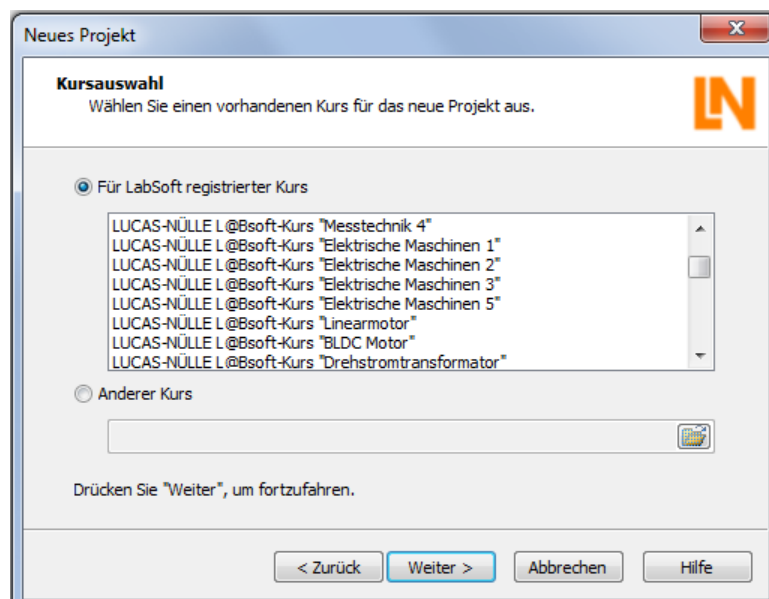 Neues Projekt
Kursauswahl
Wählen Sie einen vorhandenen Kurs für das neue Projekt aus.
LN
Für LabSoft registrierter Kurs
LUCAS-NÜLLE L@Bsoft-Kurs "Messtechnik 4"
LUCAS-NÜLLE L@Bsoft-Kurs "Elektrische Maschinen 1"
LUCAS-NÜLLE L@Bsoft-Kurs "Elektrische Maschinen 2"
LUCAS-NÜLLE L@Bsoft-Kurs "Elektrische Maschinen 3"
LUCAS-NÜLLE L@Bsoft-Kurs "Elektrische Maschinen 5"
LUCAS-NÜLLE L@Bsoft-Kurs "Linearmotor"
LUCAS-NÜLLE L@Bsoft-Kurs "BLDC Motor"
LUCAS-NÜLLE L@Bsoft-Kurs "Drehstromtransformator"
Anderer Kurs
Drücken Sie "Weiter", um fortzufahren.
< Zurück Weiter > Abbrechen Hilfe